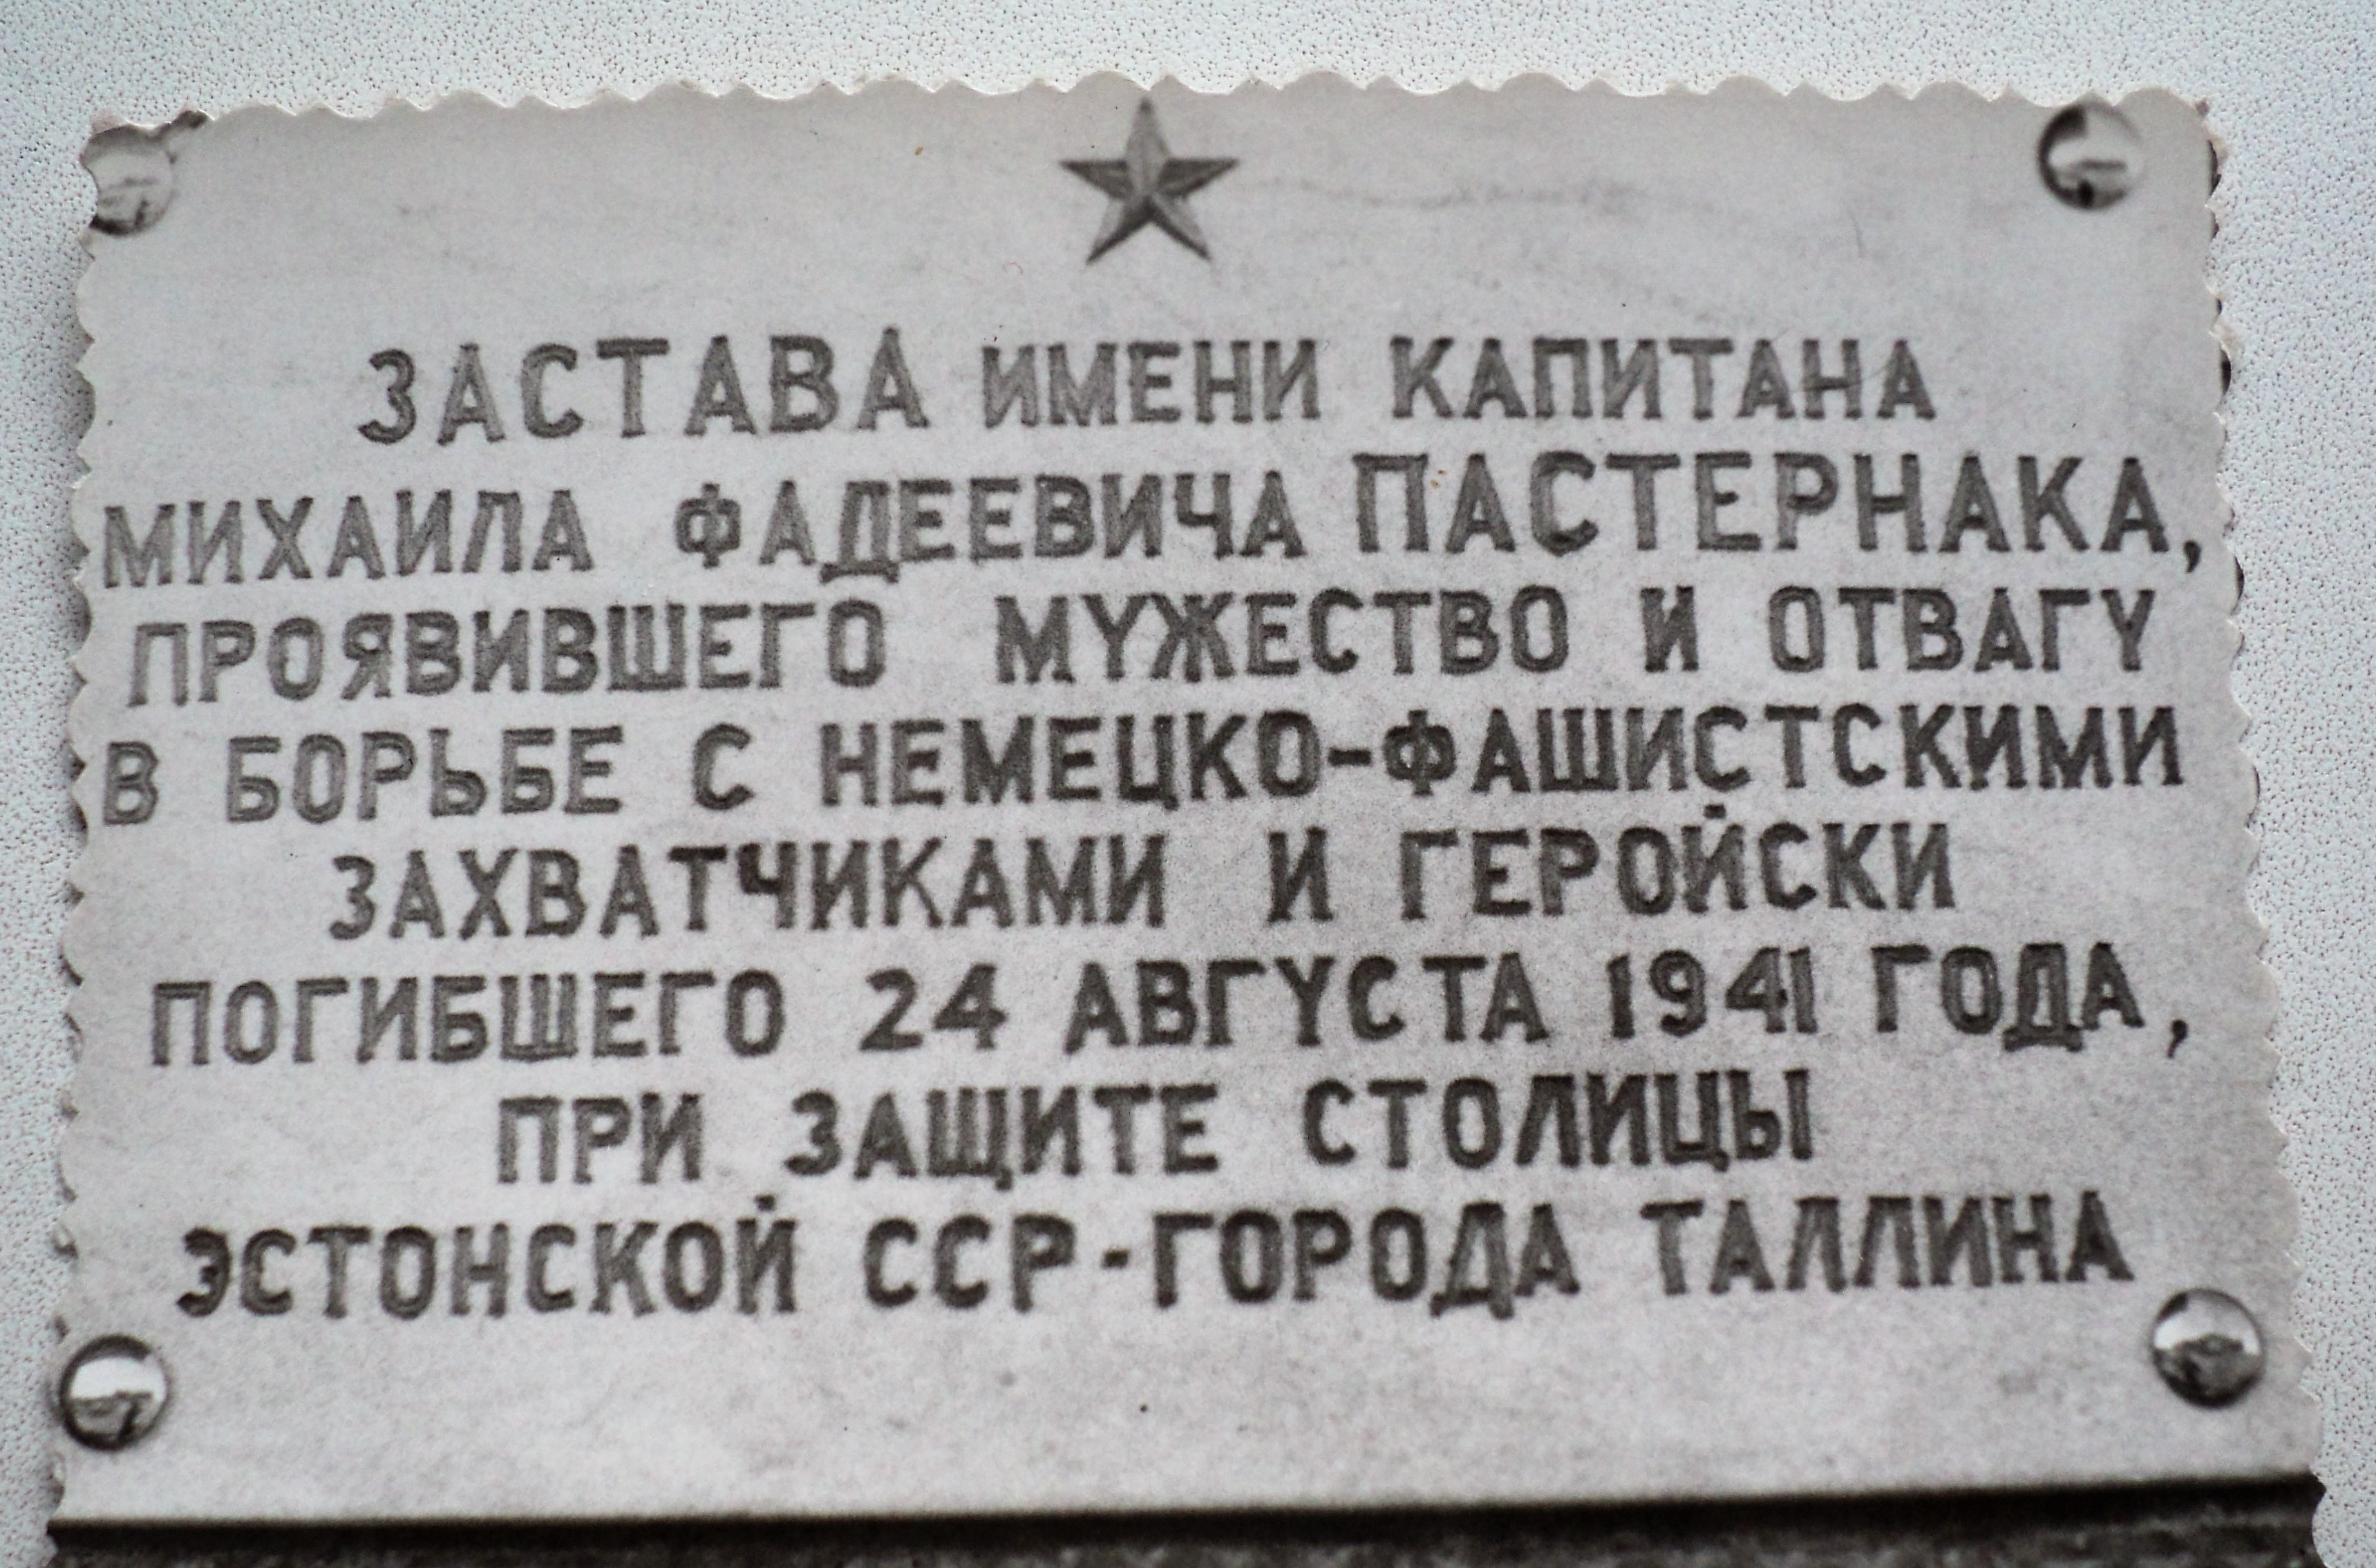 ЗАСТАВА ИМЕНИ КАПИТАНА
МИХАИЛА ФАДЕЕВИЧА ПАСТЕРНАКА,
ПРОЯВИВШЕГО МУЖЕСТВО И ОТВАГУ
В БОРЬБЕ С НЕМЕЦКО-ФАШИСТСКИМИ
ЗАХВАТЧИКАМИ И ГЕРОЙСКИ
ПОГИБШЕГО 24 АВГУСТА 1941 ГОДА,
ПРИ ЗАЩИТЕ СТОЛИЦЫ
ЭСТОНСКОЙ ССР-ГОРОДА ТАЛЛИНА